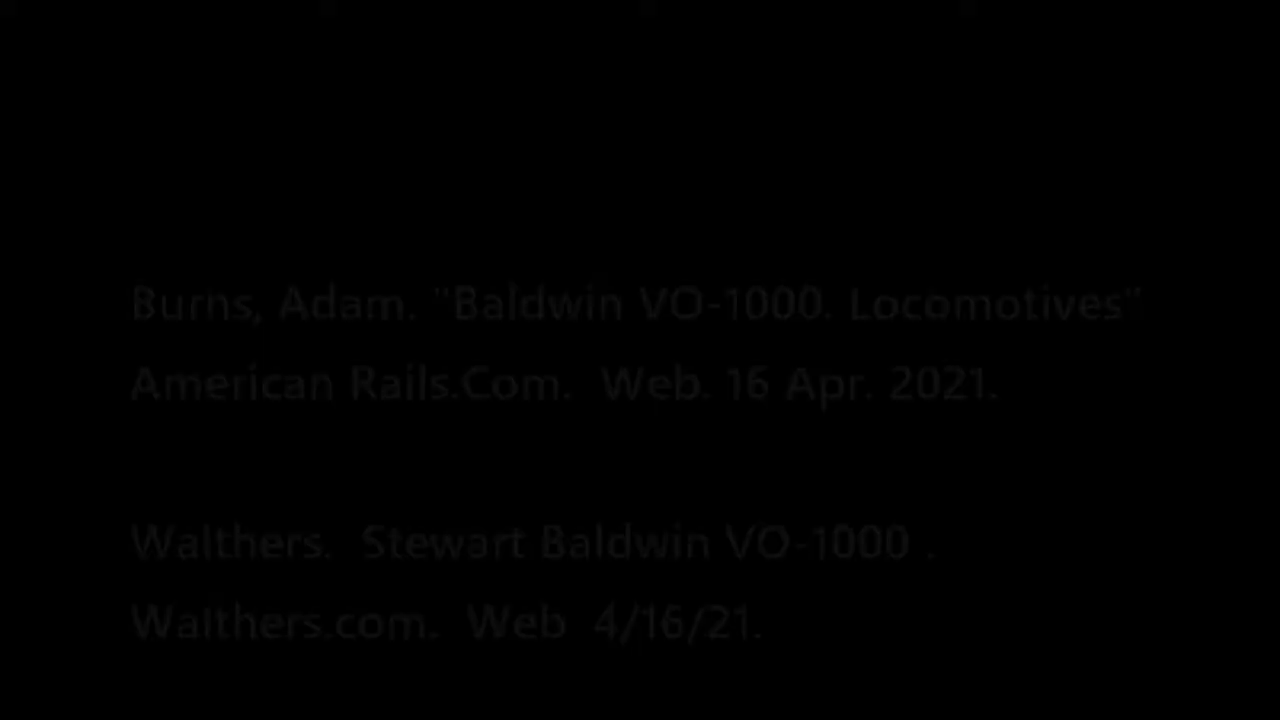 Burns, Adam. "Baldwin VO-1000. Locomotives"
American Rails.Com.  Web. 16 Apr. 2021.
Walthers.  Stewart Baldwin VO-1000 .
Walthers.com.  Web  4/16/21.